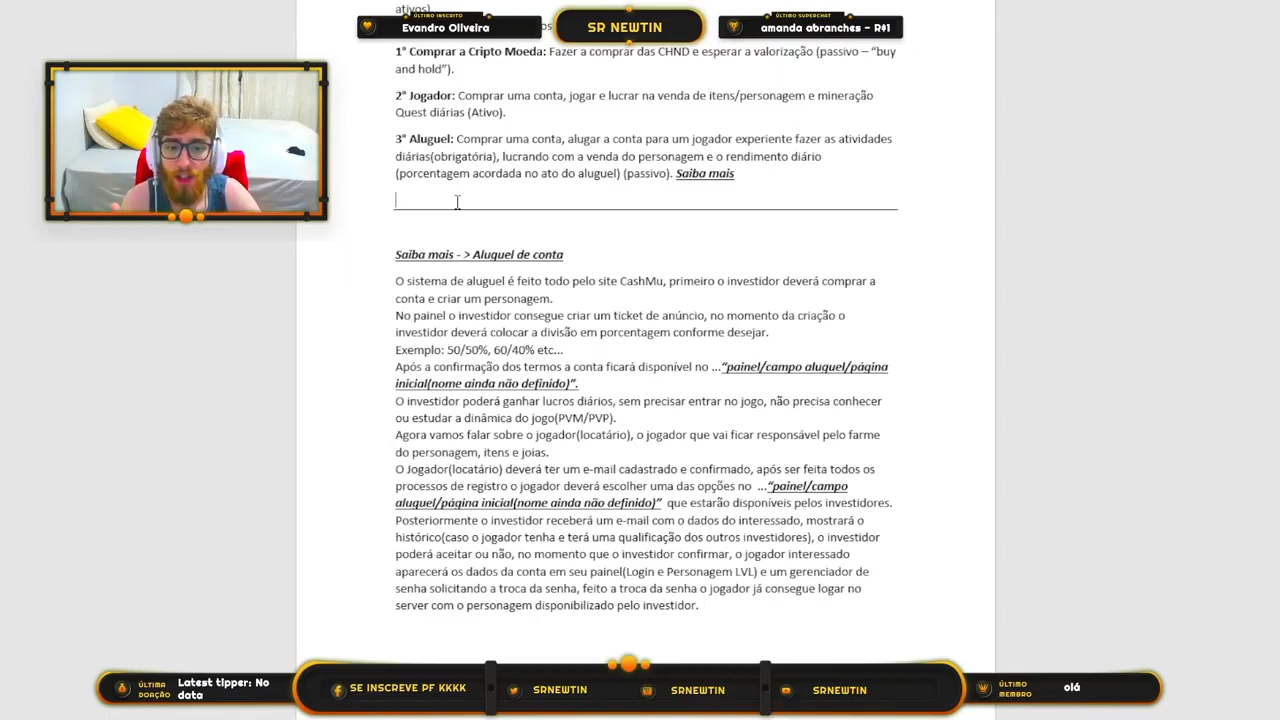 ativos)
ÚLTIMO INSCRITO
Evandro Oliveira
SR NEWTIN
ÚLTIMO SUPERCHAT
amanda abranches - R$1
1° Comprar a Cripto Moeda: Fazer a comprar das CHND e esperar a valorização (passivo – “buy
and hold”).
2° Jogador: Comprar uma conta, jogar e lucrar na venda de itens/personagem e mineração
Quest diárias (Ativo).
3° Aluguel: Comprar uma conta, alugar a conta para um jogador experiente fazer as atividades
diárias(obrigatória), lucrando com a venda do personagem e o rendimento diário
(porcentagem acordada no ato do aluguel) (passivo). Saiba mais
Saiba mais - > Aluguel de conta
O sistema de aluguel é feito todo pelo site CashMu, primeiro o investidor deverá comprar a
conta e criar um personagem.
No painel o investidor consegue criar um ticket de anúncio, no momento da criação o
investidor deverá colocar a divisão em porcentagem conforme desejar.
Exemplo: 50/50%, 60/40% etc...
Após a confirmação dos termos a conta ficará disponível no ...“painel/campo aluguel/página
inicial(nome ainda não definido)”.
O investidor poderá ganhar lucros diários, sem precisar entrar no jogo, não precisa conhecer
ou estudar a dinâmica do jogo(PVM/PVP).
Agora vamos falar sobre o jogador(locatário), o jogador que vai ficar responsável pelo farme
do personagem, itens e joias.
O Jogador(locatário) deverá ter um e-mail cadastrado e confirmado, após ser feita todos os
processos de registro o jogador deverá escolher uma das opções no ...“painel/campo
aluguel/página inicial(nome ainda não definido)” que estarão disponíveis pelos investidores.
Posteriormente o investidor receberá um e-mail com o dados do interessado, mostrará o
histórico(caso o jogador tenha e terá uma qualificação dos outros investidores), o investidor
poderá aceitar ou não, no momento que o investidor confirmar, o jogador interessado
aparecerá os dados da conta em seu painel(Login e Personagem LVL) e um gerenciador de
senha solicitando a troca da senha, feito a troca da senha o jogador já consegue logar no
server com o personagem disponibilizado pelo investidor.
ÚLTIMA
DOAÇÃO
Latest tipper: No
data
SE INSCREVE PF KKKK
SRNEWTIN
SRNEWTIN
SRNEWTIN
ÚLTIMO
MEMBRO
olá